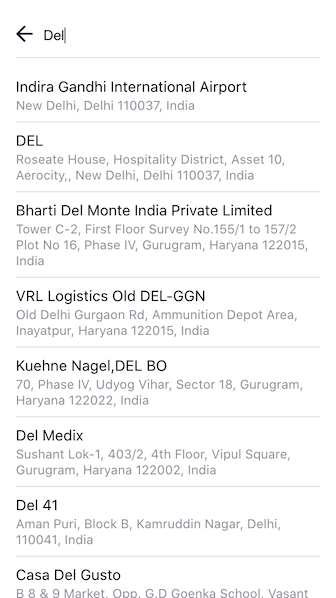 Del
Indira Gandhi International Airport
New Delhi, Delhi 110037, India
DEL
Roseate House, Hospitality District, Asset 10,
Aerocity,, New Delhi, Delhi 110037, India
Bharti Del Monte India Private Limited
Tower C-2, First Floor Survey No.155/1 to 157/2
Plot No 16, Phase IV, Gurugram, Haryana 122015,
India
VRL Logistics Old DEL-GGN
Old Delhi Gurgaon Rd, Ammunition Depot Area,
Inayatpur, Haryana 122015, India
Kuehne Nagel,DEL BO
70, Phase IV, Udyog Vihar, Sector 18, Gurugram,
Haryana 122022, India
Del Medix
Sushant Lok-1, 403/2, 4th Floor, Vipul Square,
Gurugram, Haryana 122002, India
Del 41
Aman Puri, Block B, Kamruddin Nagar, Delhi,
110041, India
Casa Del Gusto
B 8 & 9 Market, Opp. G.D Goenka School, Vasant